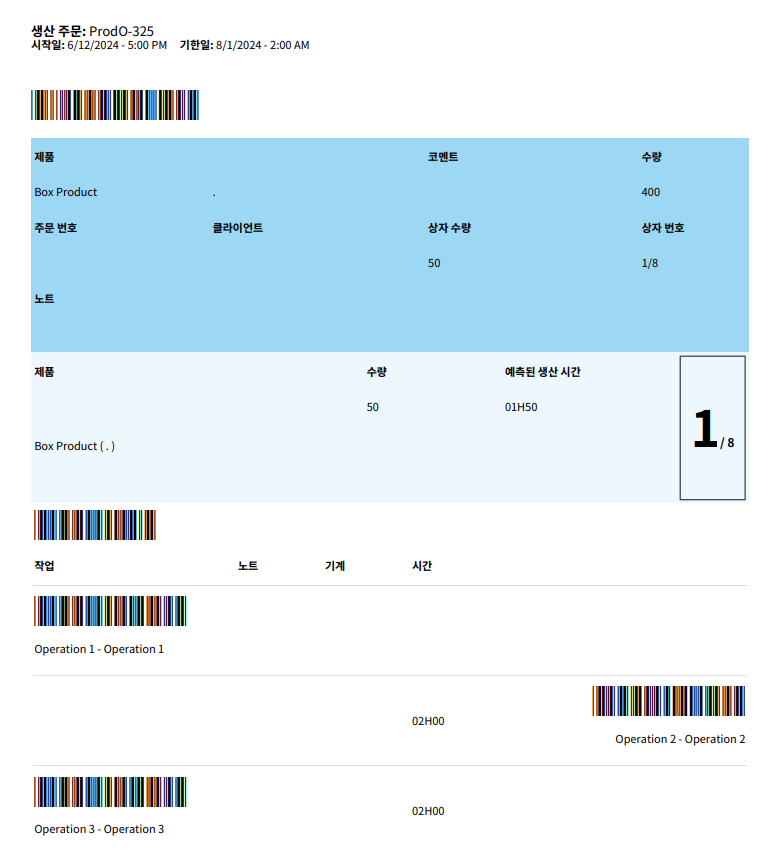 생산 주문: ProdO-325
시작일: 6/12/2024 - 5:00 PM 기한일: 8/1/2024 - 2:00 AM
제품 코멘트 수량
Box Product . 400
주문 번호 클라이언트 상자 수량 상자 번호
50 1/8
노트
제품 수량 예측된 생산 시간
50 01H50
1 / 8
Box Product ( . )
작업 노트 기계 시간
Operation 1 - Operation 1
02H00
Operation 2 - Operation 2
02H00
Operation 3 - Operation 3